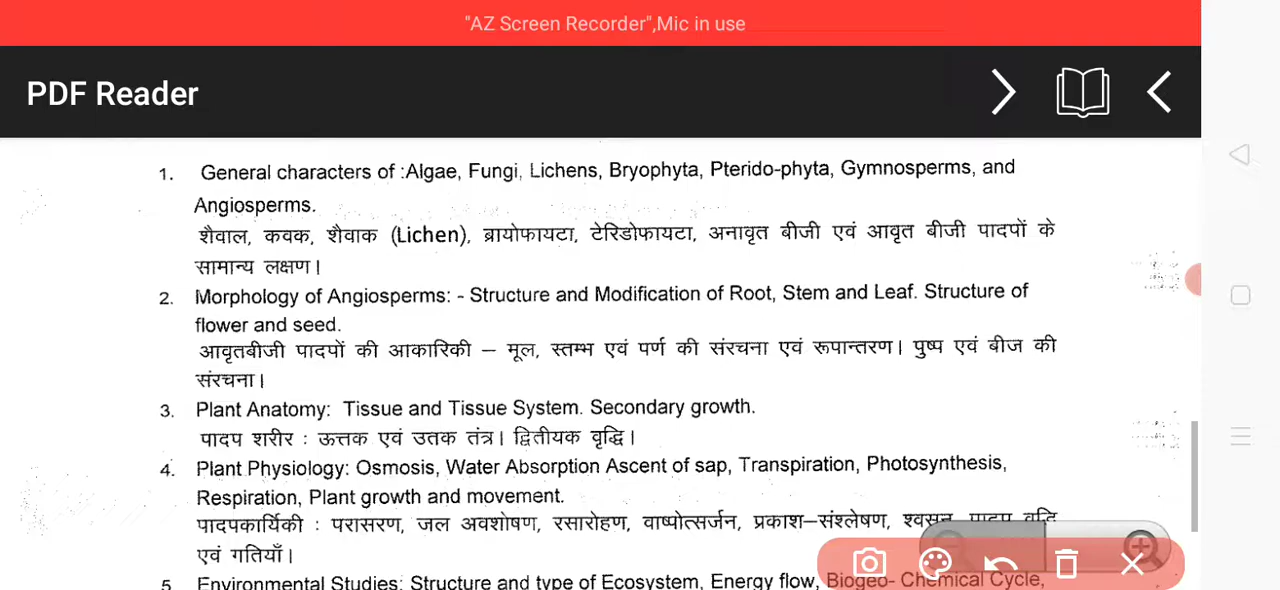 "AZ Screen Recorder",Mic in use
PDF Reader
1. General characters of :Algae, Fungi, Lichens, Bryophyta, Pterido-phyta, Gymnosperms, and
Angiosperms.
शैवाल, कवक, शैवाक (Lichen), ब्रायोफायटा, टेरिडोफायटा, अनावृत बीजी एवं आवृत बीजी पादपों के
सामान्य लक्षण।
2. Morphology of Angiosperms: - Structure and Modification of Root, Stem and Leaf. Structure of
flower and seed.
आवृतबीजी पादपों की आकारिकी – मूल, स्तम्भ एवं पर्ण की संरचना एवं रूपान्तरण। पुष्प एवं बीज की
संरचना।
3. Plant Anatomy: Tissue and Tissue System. Secondary growth.
पादप शरीर : ऊत्तक एवं उतक तंत्र। द्वितीयक वृद्धि।
4. Plant Physiology: Osmosis, Water Absorption Ascent of sap, Transpiration, Photosynthesis,
Respiration, Plant growth and movement.
पादपकार्यिकी : परासरण, जल अवशोषण, रसारोहण, वाष्पोत्सर्जन, प्रकाश–संश्लेषण, श्वसन, पादप वृद्धि
एवं गतियाँ।
5 Environmental Studies: Structure and type of Ecosystem, Energy flow, Biogeo- Chemical Cycle,